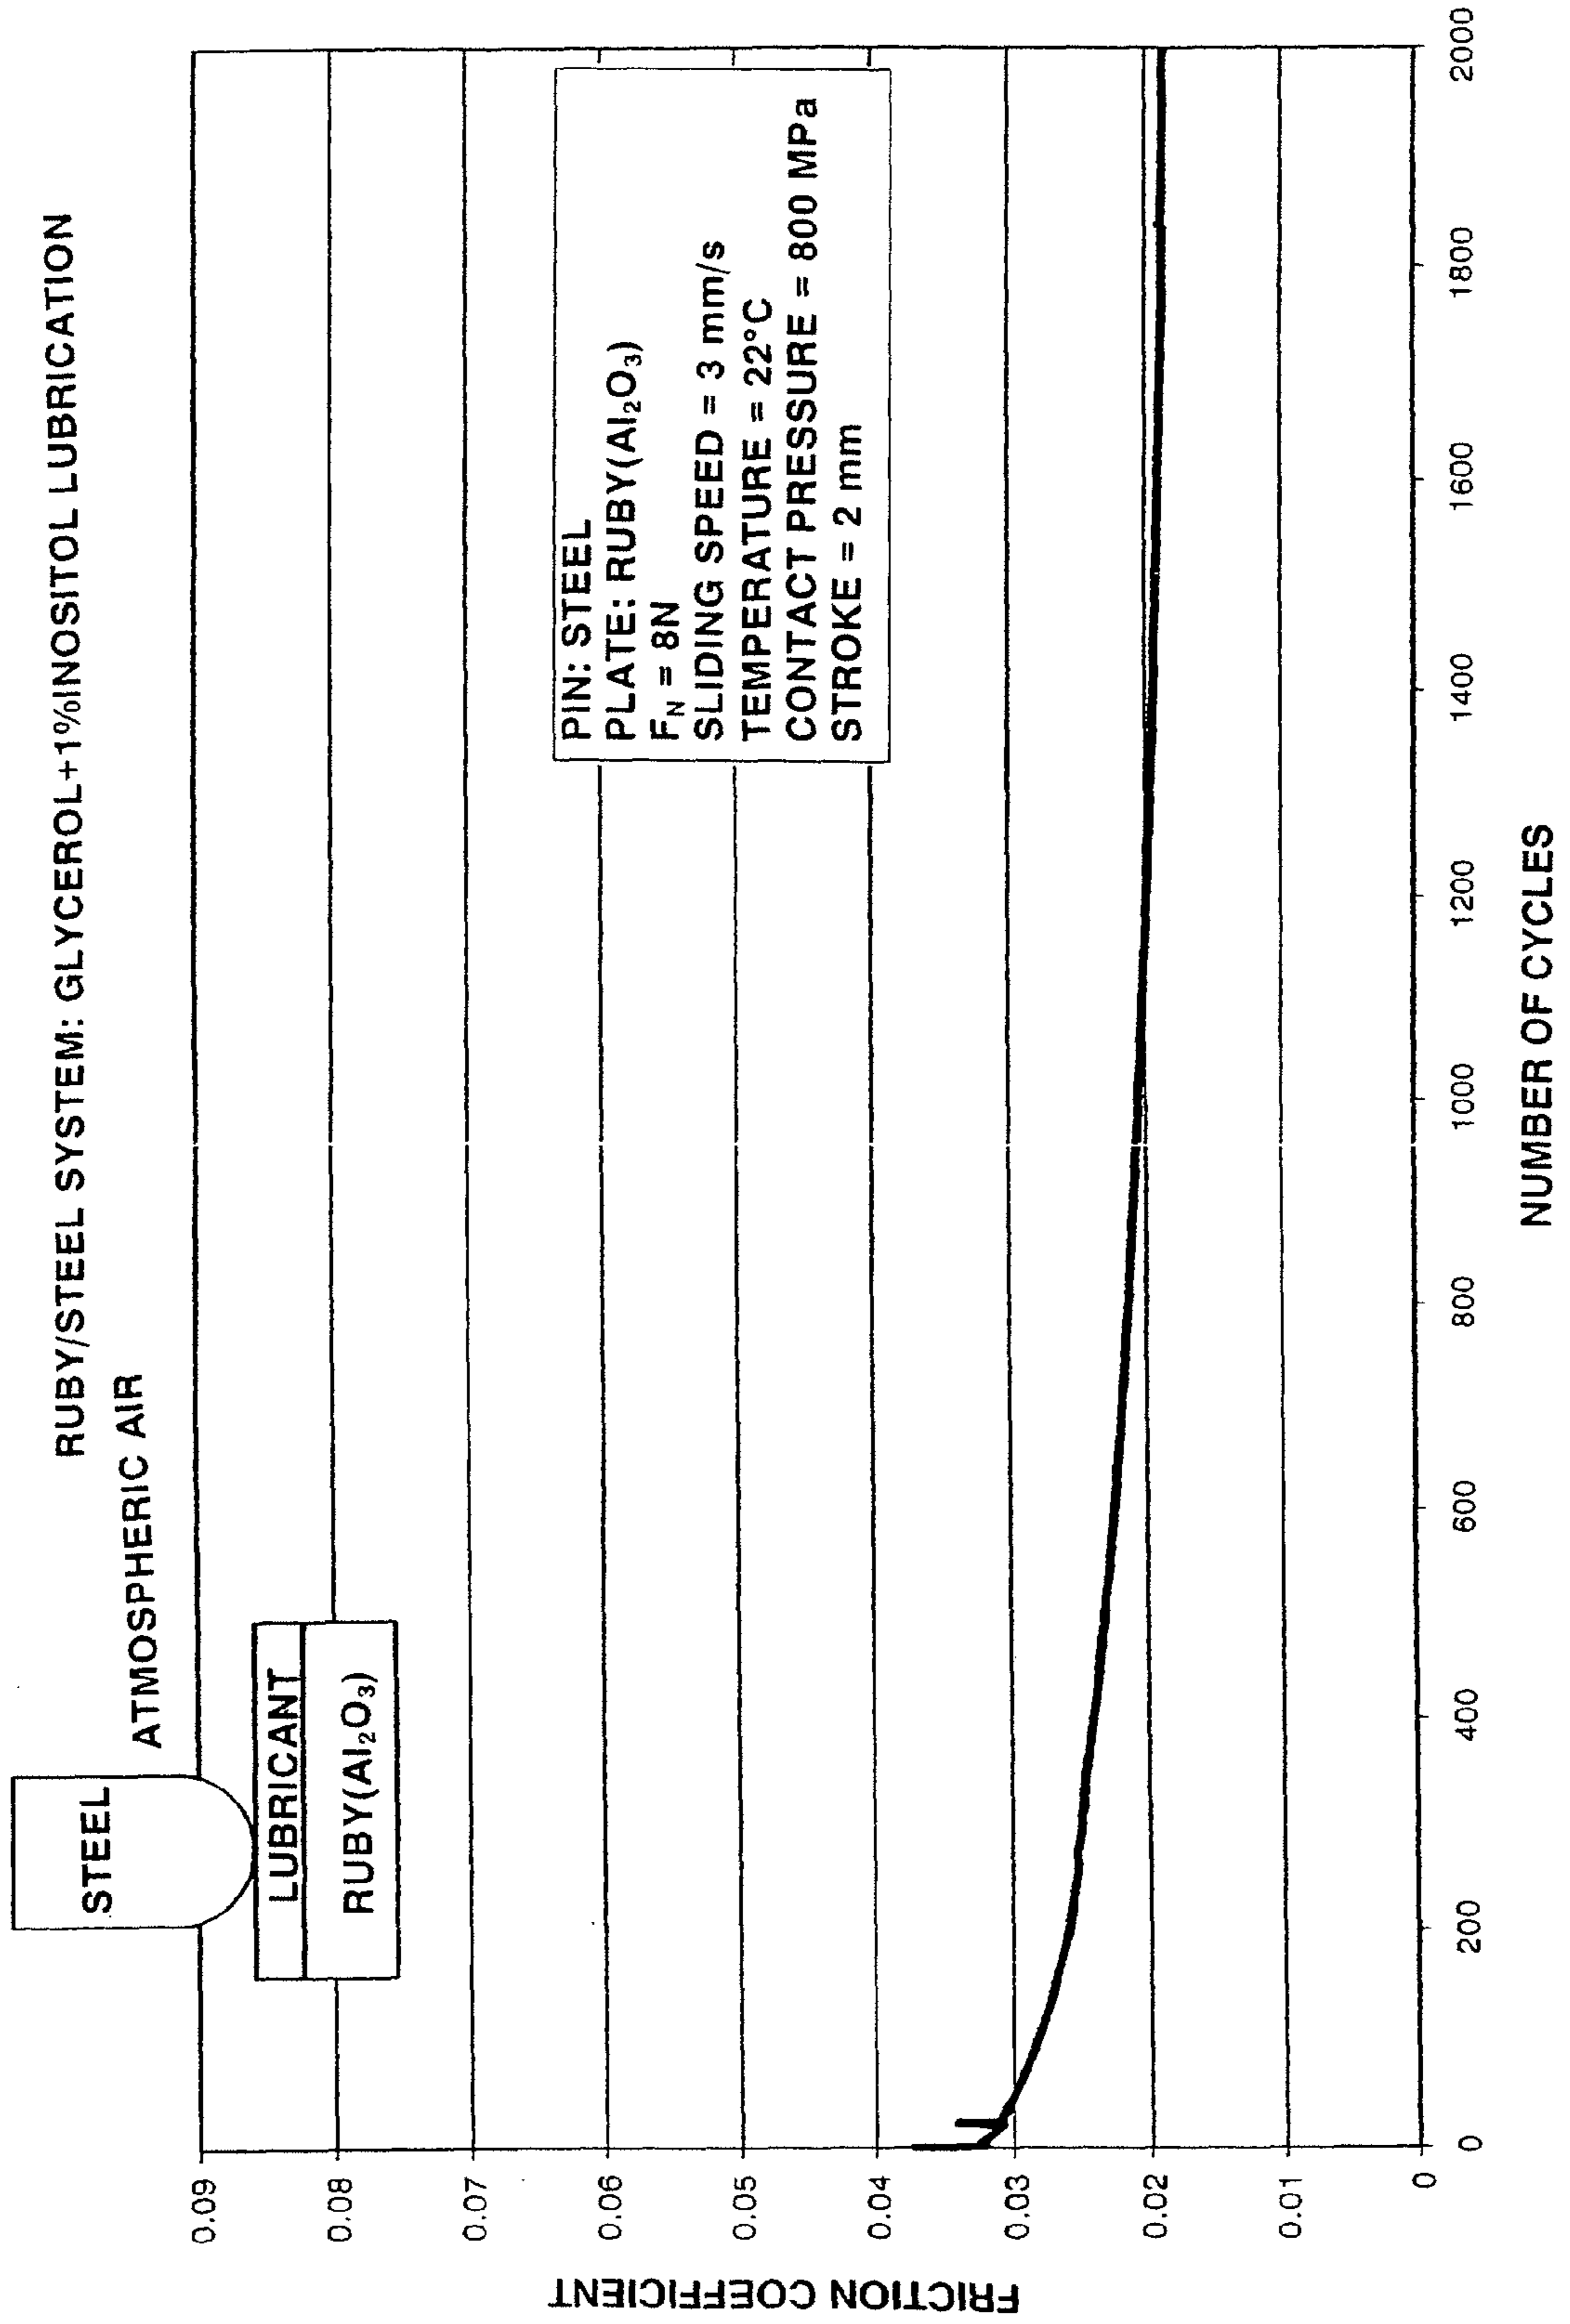 RUBY/STEEL SYSTEM: GLYCEROL+1%INOSITOL LUBRICATION
ATMOSPHERIC AIR
STEEL
LUBRICANT
RUBY(Al₂O₃)
PIN: STEEL
PLATE: RUBY(Al₂O₃)
F_N = 8N
SLIDING SPEED = 3 mm/s
TEMPERATURE = 22°C
CONTACT PRESSURE = 800 MPa
STROKE = 2 mm
FRICTION COEFFICIENT
0.09
0.08
0.07
0.06
0.05
0.04
0.03
0.02
0.01
0
0 200 400 600 800 1000 1200 1400 1600 1800 2000
NUMBER OF CYCLES